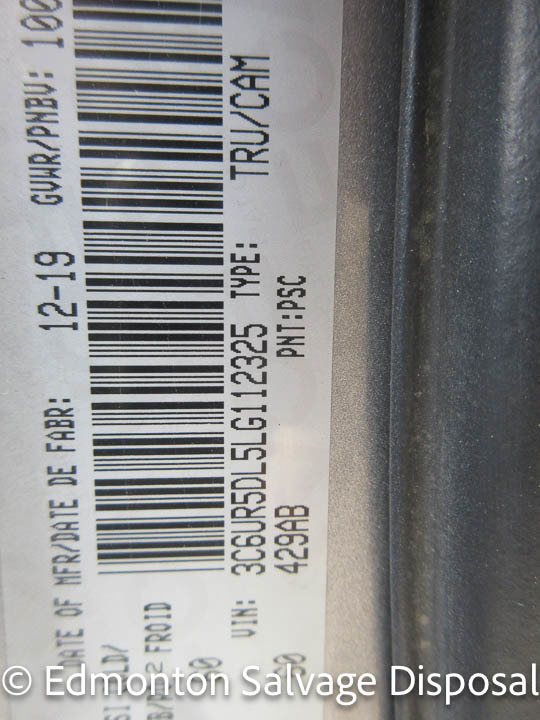 DATE OF MFR/DATE DE FABR: 12-19 GVWR/PNBV: 100
FROID
VIN: 3C6UR5DL5LG112325 TYPE: TRU/CAM
429AB PNT:PSC
© Edmonton Salvage Disposal